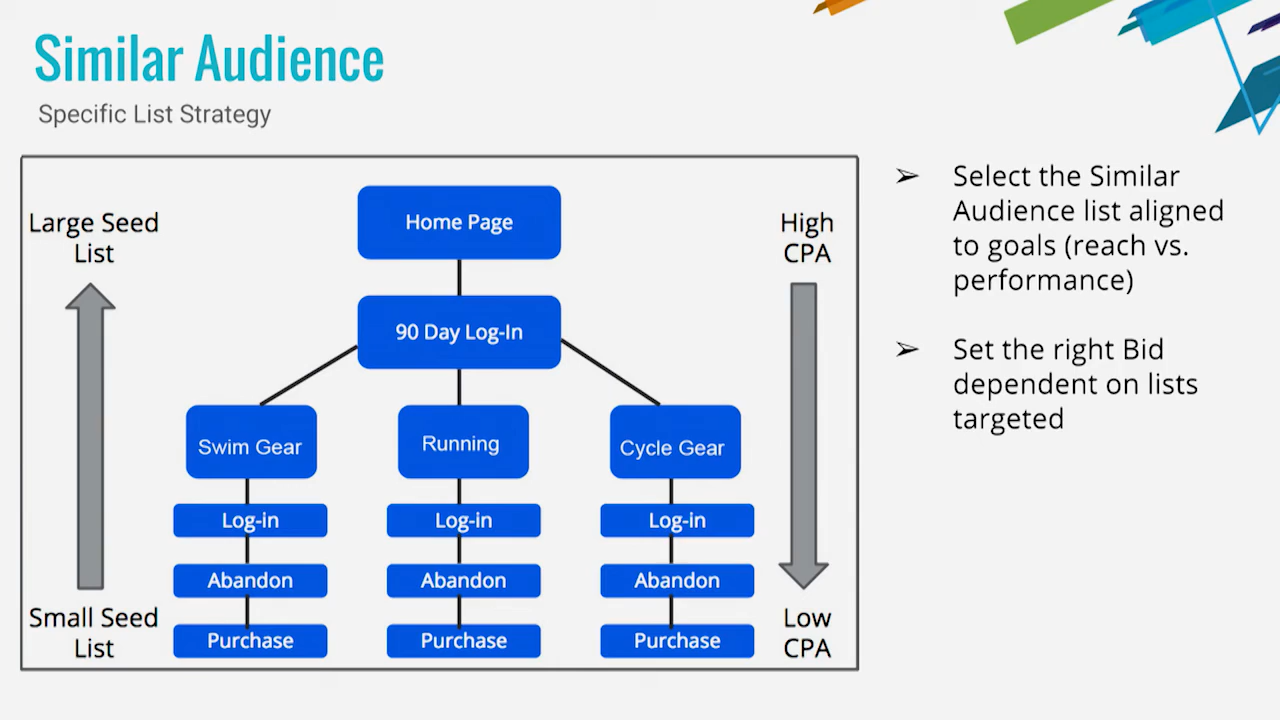 Similar Audience
Specific List Strategy
Large Seed
List
Small Seed
List
Home Page
90 Day Log-In
Swim Gear
Running
Cycle Gear
Log-in
Log-in
Log-in
Abandon
Abandon
Abandon
Purchase
Purchase
Purchase
High
CPA
Low
CPA
➢ Select the Similar
Audience list aligned
to goals (reach vs.
performance)
➢ Set the right Bid
dependent on lists
targeted